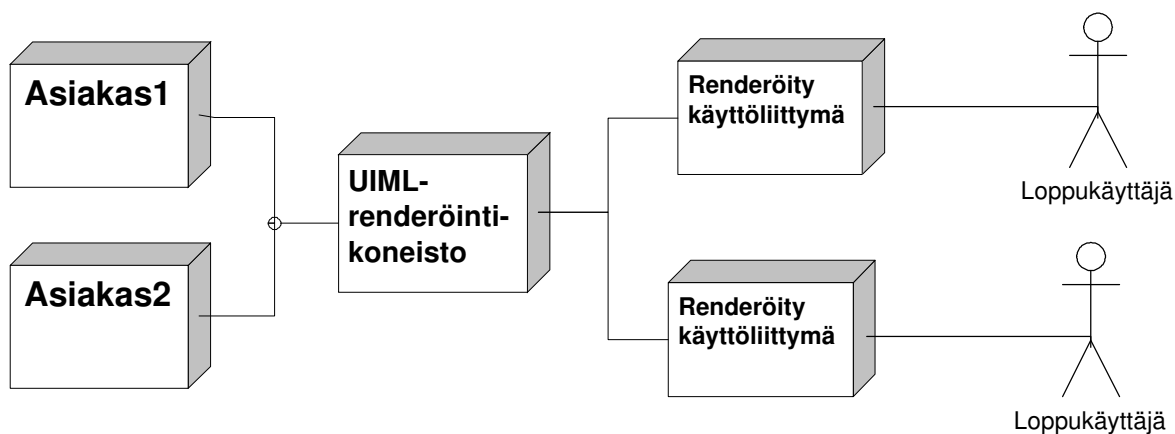 Asiakas1
Asiakas2
UIML-
renderöinti-
koneisto
Renderöity
käyttöliittymä
Loppukäyttäjä
Renderöity
käyttöliittymä
Loppukäyttäjä